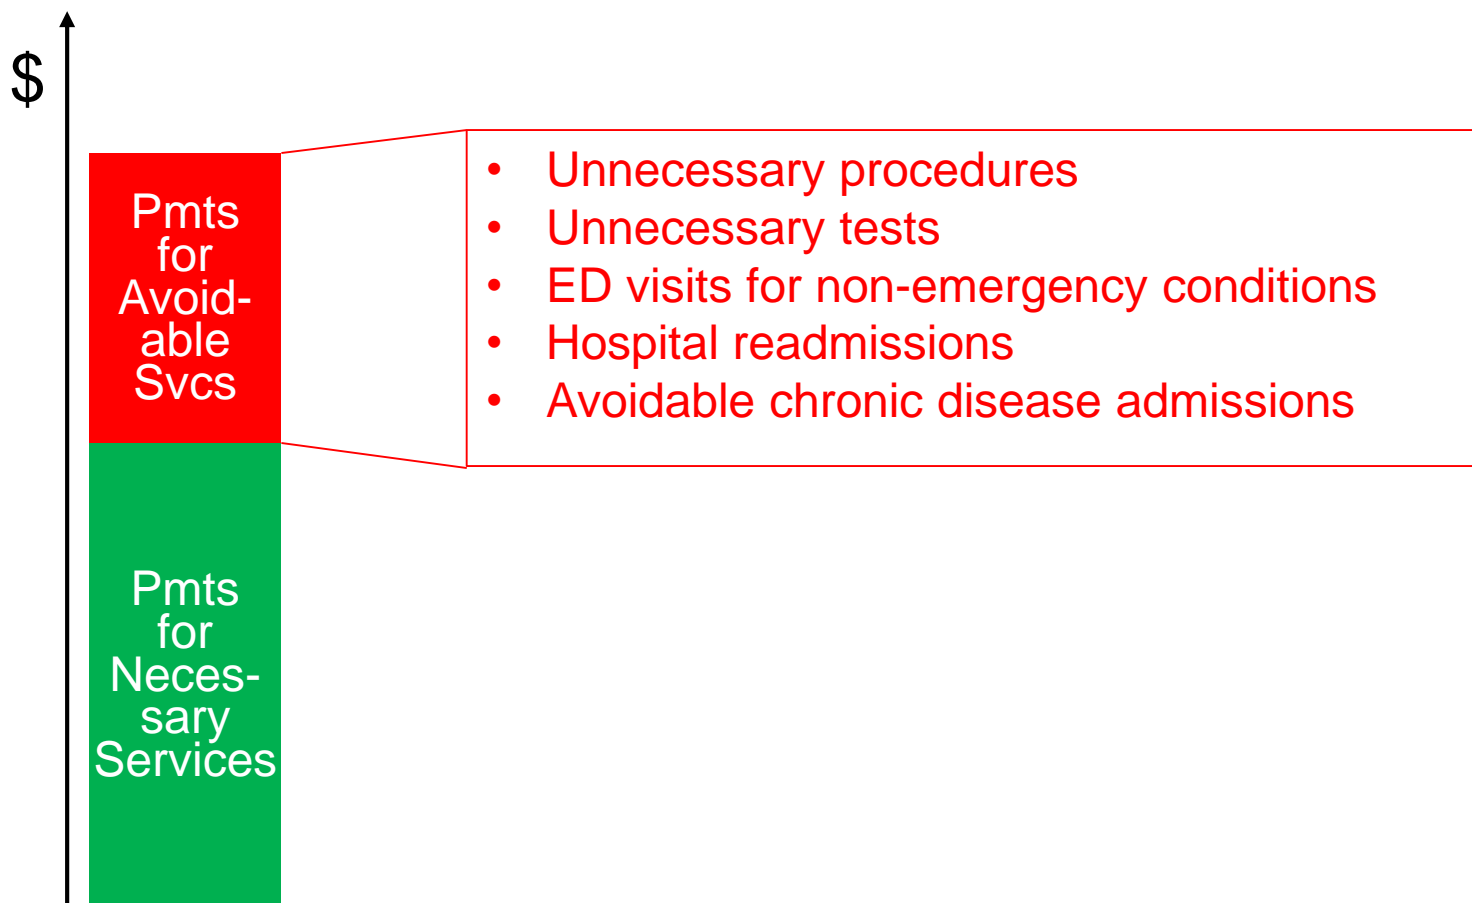 $
Pmts
for
Avoid-
able
Svcs
• Unnecessary procedures
• Unnecessary tests
• ED visits for non-emergency conditions
• Hospital readmissions
• Avoidable chronic disease admissions
Pmts
for
Neces-
sary
Services